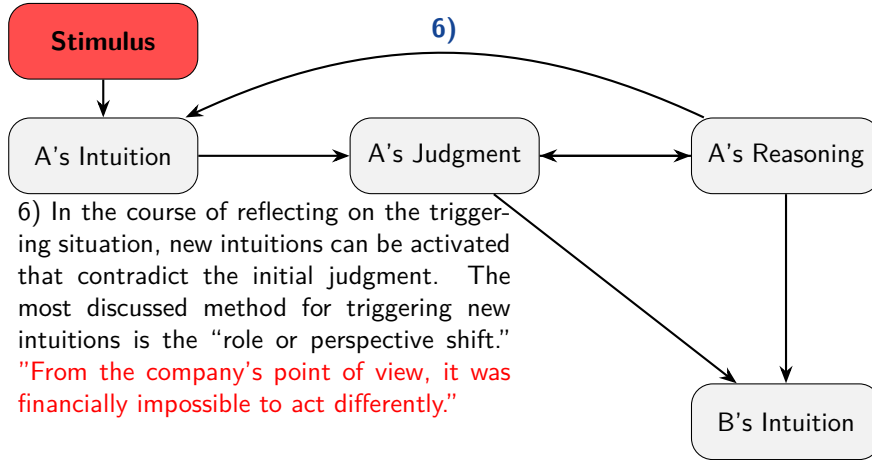 Stimulus
6)
A's Intuition
A's Judgment
A's Reasoning
6) In the course of reflecting on the trigger-
ing situation, new intuitions can be activated
that contradict the initial judgment. The
most discussed method for triggering new
intuitions is the “role or perspective shift.”
”From the company's point of view, it was
financially impossible to act differently.”
B's Intuition